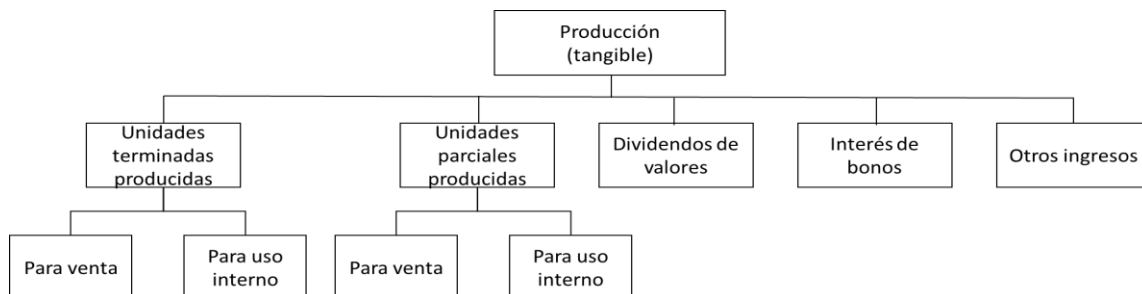 Producción
(tangible)
Unidades
terminadas
producidas
Unidades
parciales
producidas
Dividendos de
valores
Interés de
bonos
Otros ingresos
Para venta
Para uso
interno
Para venta
Para uso
interno